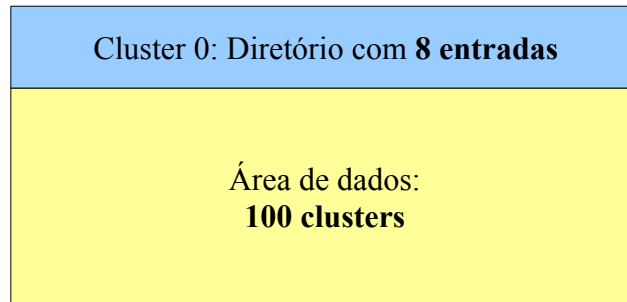 Cluster 0: Diretório com 8 entradas
Área de dados:
100 clusters